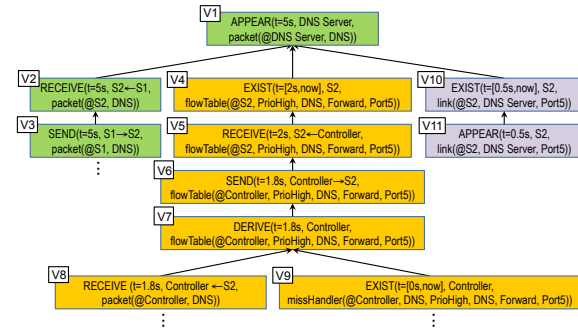 V1
APPEAR(t=5s, DNS Server,
packet(@DNS Server, DNS))
V2
RECEIVE(t=5s, S2←S1,
packet(@S2, DNS))
V4
EXIST(t=[2s,now], S2,
flowTable(@S2, PrioHigh, DNS, Forward, Port5))
V10
EXIST(t=[0.5s,now], S2,
link(@S2, DNS Server, Port5))
V3
SEND(t=5s, S1→S2,
packet(@S1, DNS))
V5
RECEIVE(t=2s, S2←Controller,
flowTable(@S2, PrioHigh, DNS, Forward, Port5))
V11
APPEAR(t=0.5s, S2,
link(@S2, DNS Server, Port5))
V6
SEND(t=1.8s, Controller→S2,
flowTable(@Controller, PrioHigh, DNS, Forward, Port5))
V7
DERIVE(t=1.8s, Controller,
flowTable(@Controller, PrioHigh, DNS, Forward, Port5))
V8
RECEIVE (t=1.8s, Controller ←S2,
packet(@Controller, DNS))
V9
EXIST(t=[0s,now], Controller,
missHandler(@Controller, DNS, PrioHigh, DNS, Forward, Port5))